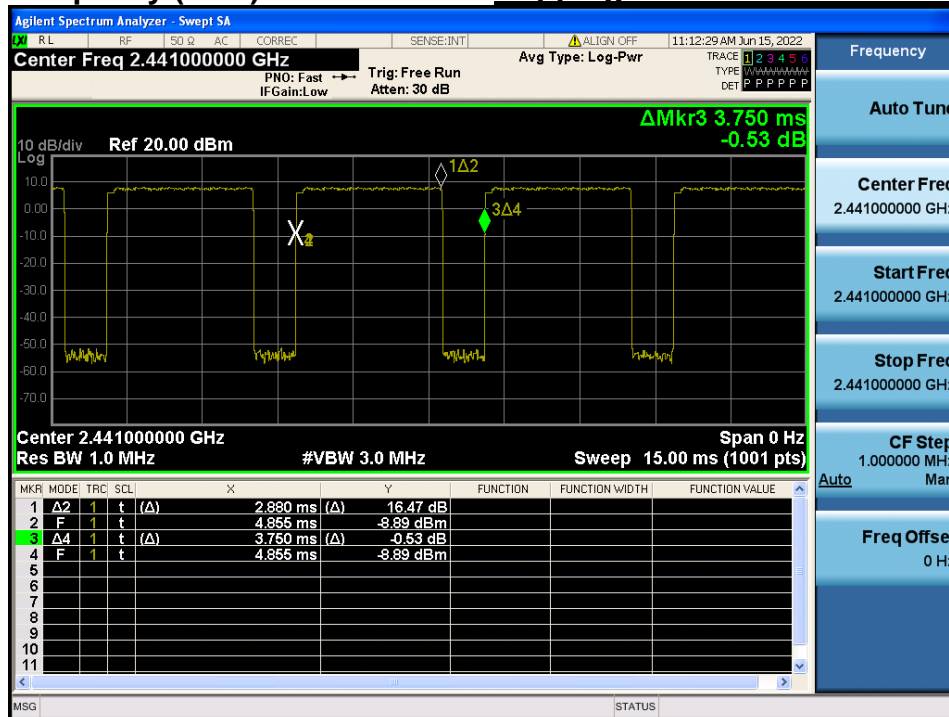 Agilent Spectrum Analyzer - Swept SA
LXI RL RF 50 Ω AC CORREC SENSE:INT ALIGN OFF 11:12:29 AM Jun 15, 2022
Center Freq 2.441000000 GHz
PNO: Fast
IFGain:Low
Trig: Free Run
Atten: 30 dB
Avg Type: Log-Pwr
TRACE 1 2 3 4 5 6
TYPE W
DET P P P P P P
ΔMkr3 3.750 ms
-0.53 dB
10 dB/div Ref 20.00 dBm
Log
10.0
0.00
-10.0
-20.0
-30.0
-40.0
-50.0
-60.0
-70.0
1Δ2
3Δ4
X
Center 2.441000000 GHz Span 0 Hz
Res BW 1.0 MHz #VBW 3.0 MHz Sweep 15.00 ms (1001 pts)
MKR MODE TRC SCL X Y FUNCTION FUNCTION WIDTH FUNCTION VALUE
1 Δ2 1 t (Δ) 2.880 ms (Δ) 16.47 dB
2 F 1 t 4.855 ms -8.89 dBm
3 Δ4 1 t (Δ) 3.750 ms (Δ) -0.53 dB
4 F 1 t 4.855 ms -8.89 dBm
5
6
7
8
9
10
11
MSG STATUS
Frequency
Auto Tun
Center Fre
2.441000000 GH
Start Fre
2.441000000 GH
Stop Fre
2.441000000 GH
CF Ste
1.000000 MH
Auto Ma
Freq Offse
0 H